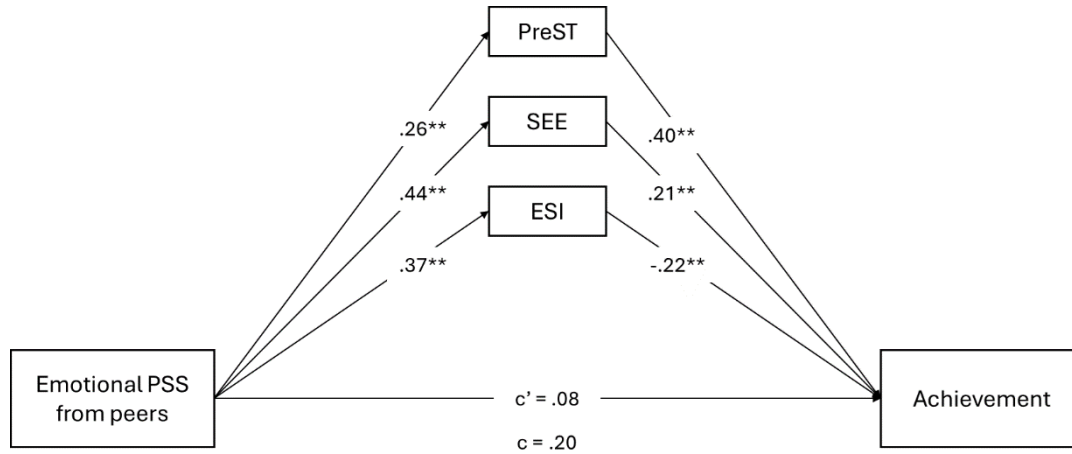 PreST
SEE
ESI
.26**
.44**
.37**
.40**
.21**
-.22**
Emotional PSS
from peers
c’ = .08
c = .20
Achievement